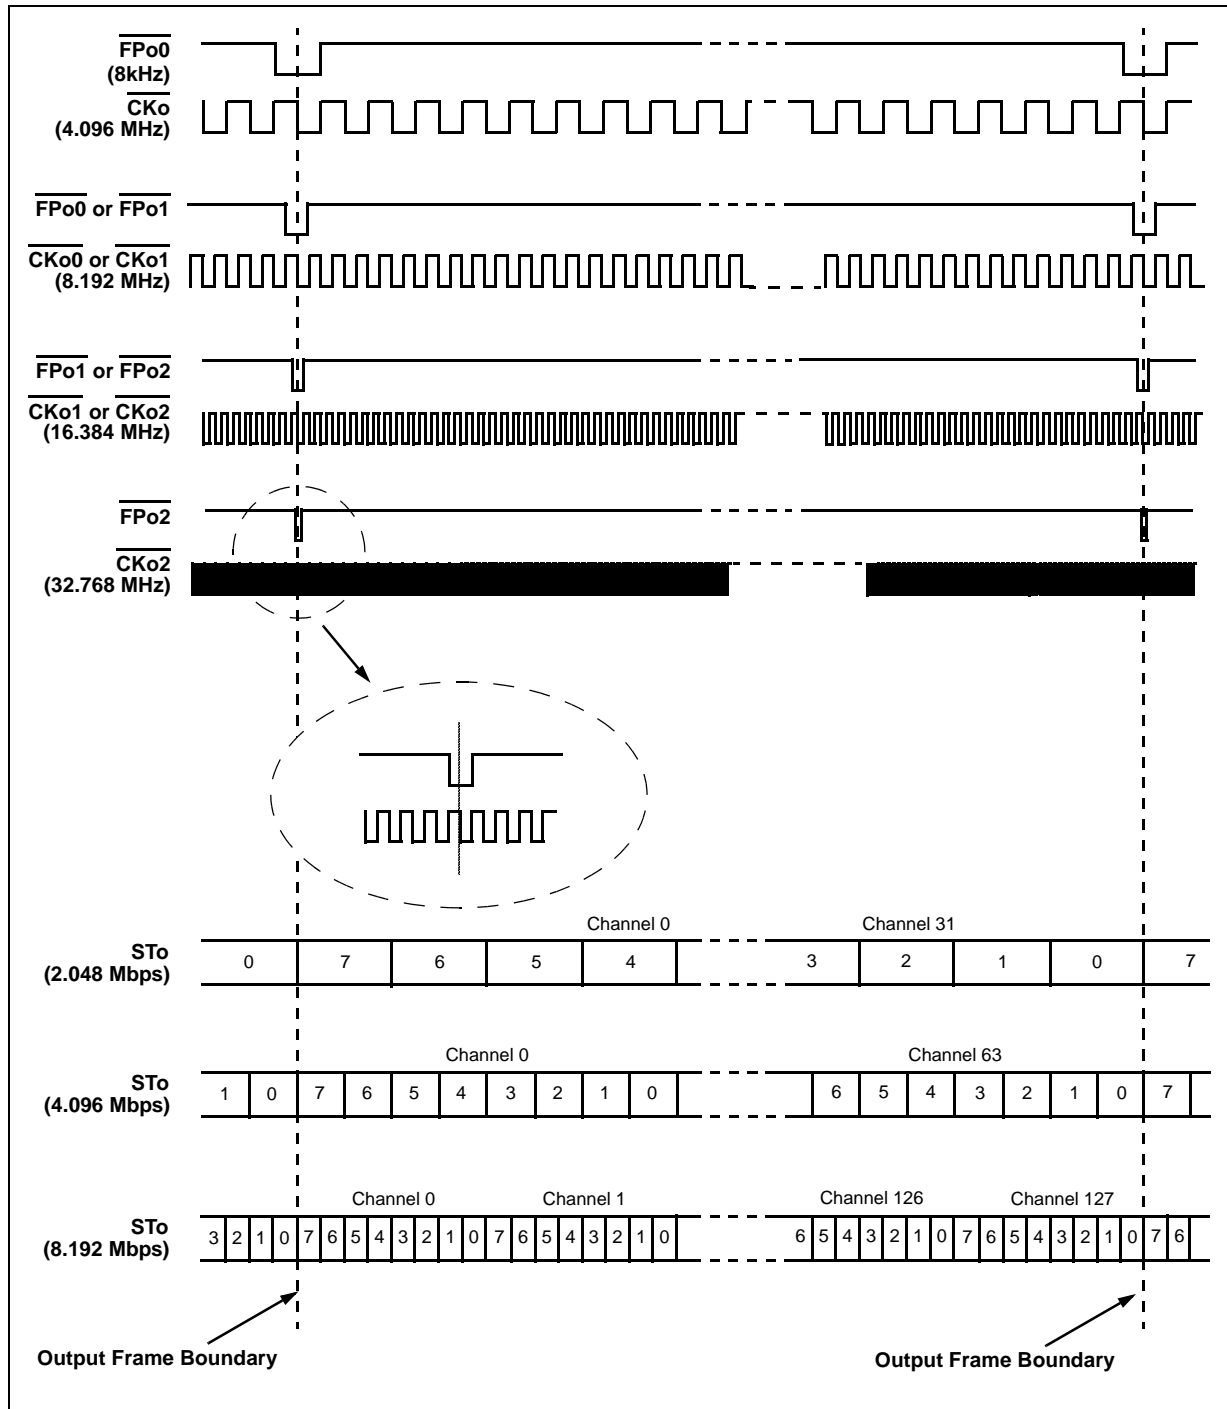 FPo0
(8kHz)
CKo
(4.096 MHz)
FPo0 or FPo1
CKo0 or CKo1
(8.192 MHz)
FPo1 or FPo2
CKo1 or CKo2
(16.384 MHz)
FPo2
CKo2
(32.768 MHz)
Channel 0 Channel 31
STo
(2.048 Mbps)
0 7 6 5 4 3 2 1 0 7
Channel 0 Channel 63
STo
(4.096 Mbps)
1 0 7 6 5 4 3 2 1 0 6 5 4 3 2 1 0 7
Channel 0 Channel 1 Channel 126 Channel 127
STo
(8.192 Mbps)
3 2 1 0 7 6 5 4 3 2 1 0 7 6 5 4 3 2 1 0 6 5 4 3 2 1 0 7 6 5 4 3 2 1 0 7 6
Output Frame Boundary
Output Frame Boundary